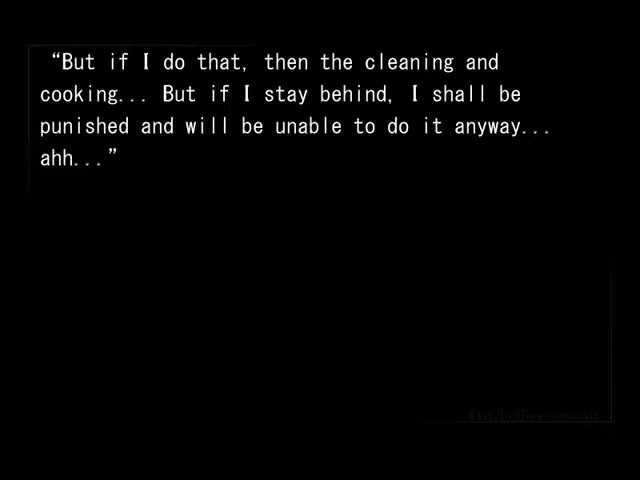 “But if I do that, then the cleaning and
cooking... But if I stay behind, I shall be
punished and will be unable to do it anyway...
ahh...”